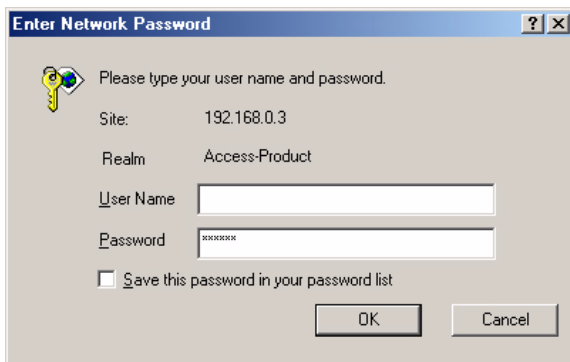 Enter Network Password
Please type your user name and password.
Site: 192.168.0.3
Realm Access-Product
User Name
Password ******
Save this password in your password list
OK Cancel